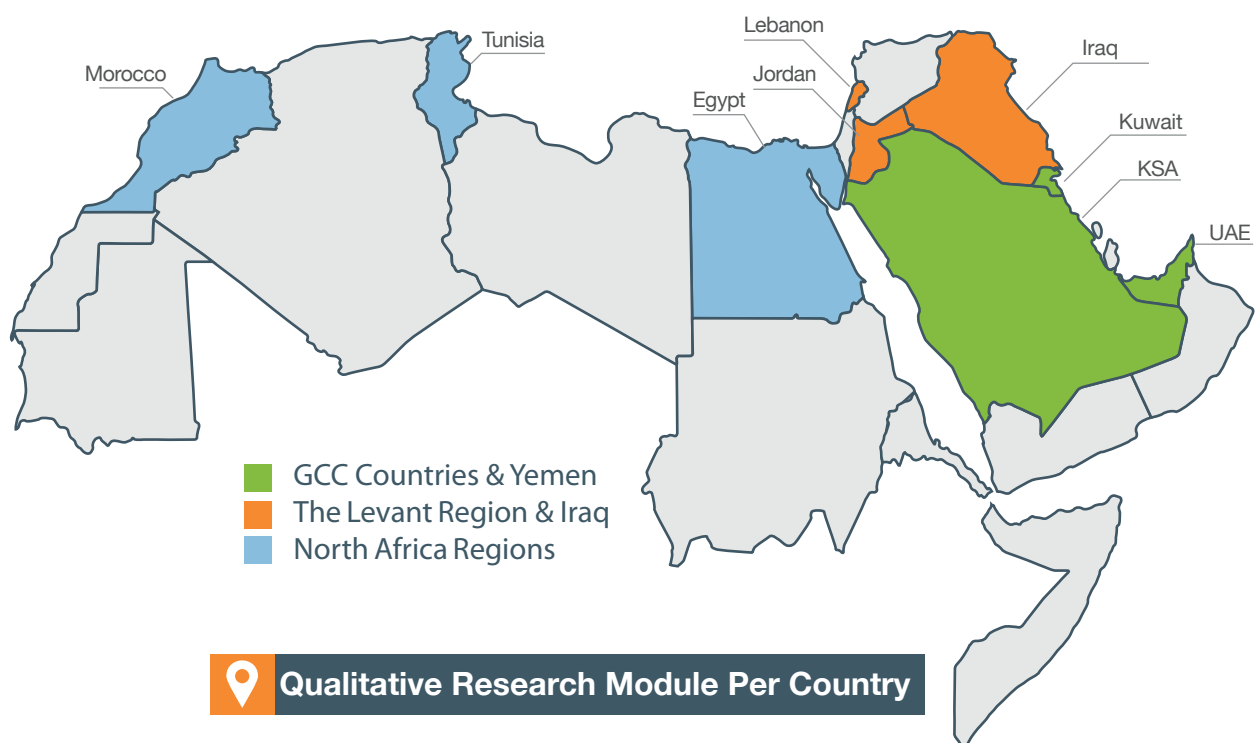 Lebanon
Tunisia
Iraq
Morocco
Jordan
Egypt
Kuwait
KSA
UAE
GCC Countries & Yemen
The Levant Region & Iraq
North Africa Regions
Qualitative Research Module Per Country